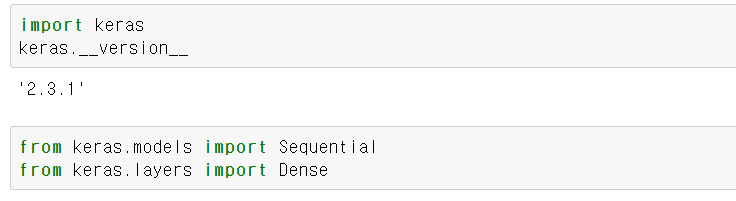 import keras
keras.__version__
'2.3.1'
from keras.models import Sequential
from keras.layers import Dense